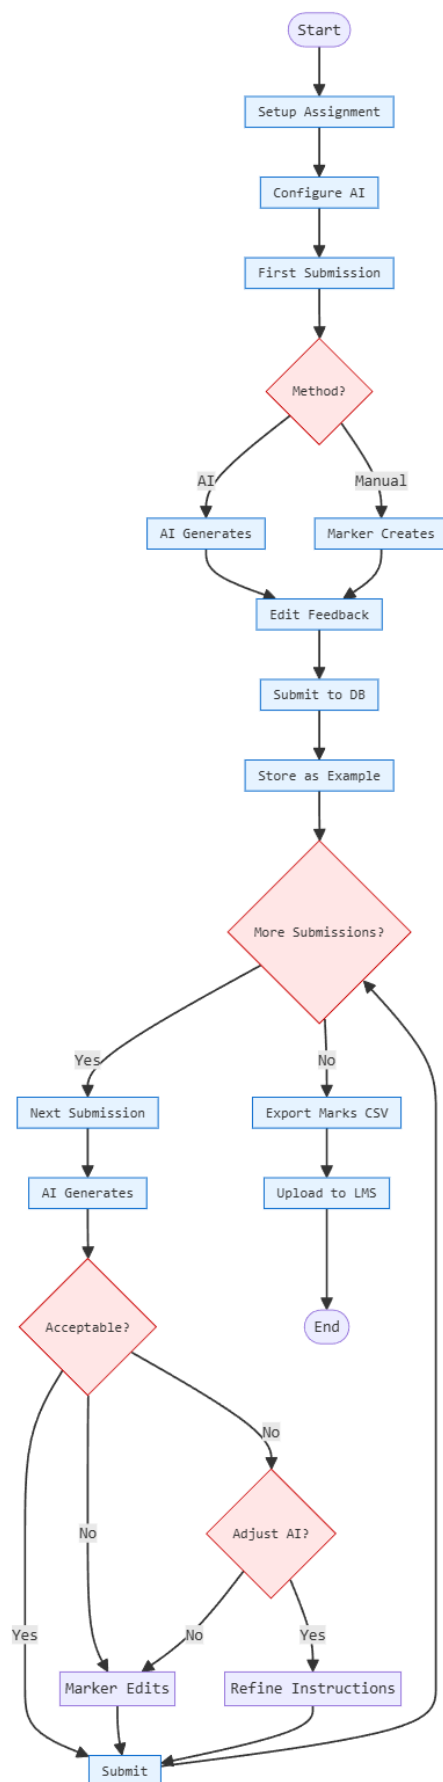 Start
Setup Assignment
Configure AI
First Submission
Method?
AI
Manual
AI Generates
Marker Creates
Edit Feedback
Submit to DB
Store as Example
More Submissions?
Yes
No
Next Submission
Export Marks CSV
AI Generates
Upload to LMS
Acceptable?
End
No
No
Adjust AI?
Yes
No
Yes
Marker Edits
Refine Instructions
Submit